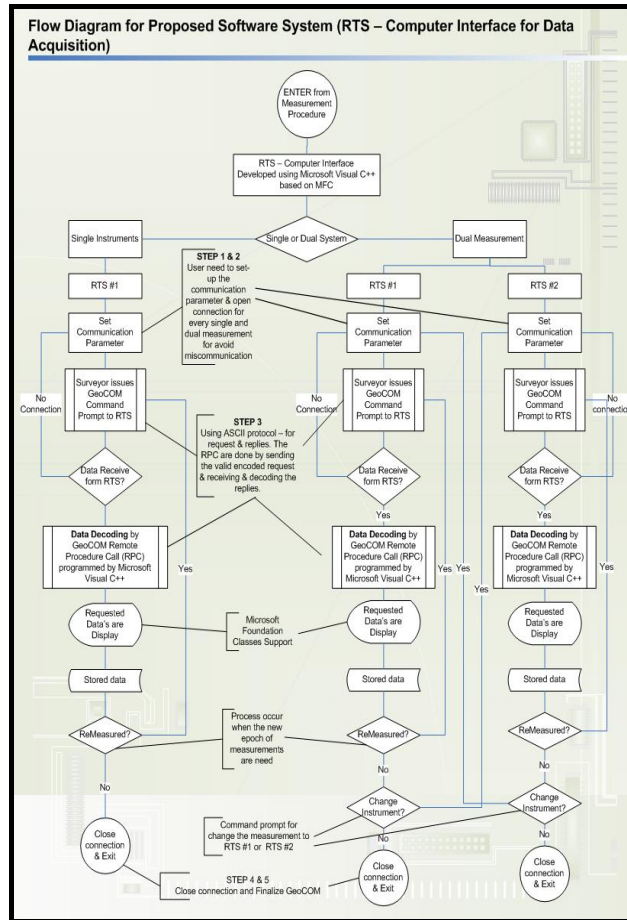 Flow Diagram for Proposed Software System (RTS – Computer Interface for Data
Acquisition)
ENTER from
Measurement
Procedure
RTS – Computer Interface
Developed using Microsoft Visual C++
based on MFC
Single or Dual System
Single Instruments
Dual Measurement
STEP 1 & 2
User need to set-
up the
communication
parameter & open
connection for
every single and
dual measurement
for avoid
miscommunication
RTS #1
RTS #1
RTS #2
Set
Communication
Parameter
Set
Communication
Parameter
Set
Communication
Parameter
Surveyor issues
GeoCOM
Command
Prompt to RTS
Surveyor issues
GeoCOM
Command
Prompt to RTS
Surveyor issues
GeoCOM
Command
Prompt to RTS
No
Connection
No
Connection
No
connection
STEP 3
Using ASCII protocol – for
request & replies. The
RPC are done by sending
the valid encoded request
& receiving & decoding the
replies.
Data Receive
form RTS?
Data Receive
form RTS?
Data Receive
form RTS?
Yes
Yes
Data Decoding by
GeoCOM Remote
Procedure Call (RPC)
programmed by Microsoft
Visual C++
Yes
Data Decoding by
GeoCOM Remote
Procedure Call (RPC)
programmed by Microsoft
Visual C++
Yes
Yes
Data Decoding by
GeoCOM Remote
Procedure Call (RPC)
programmed by Microsoft
Visual C++
Yes
Yes
Requested
Data's are
Display
Microsoft
Foundation
Classes Support
Requested
Data's are
Display
Requested
Data's are
Display
Stored data
Stored data
Stored data
ReMeasured?
Process occur
when the new
epoch of
measurements
are need
ReMeasured?
ReMeasured?
No
No
No
Change
Instrument?
Change
Instrument?
Command prompt for
change the measurement to
RTS #1 or RTS #2
No
No
Close
connection
& Exit
Close
connection
& Exit
Close
connection
& Exit
STEP 4 & 5
Close connection and Finalize GeoCOM